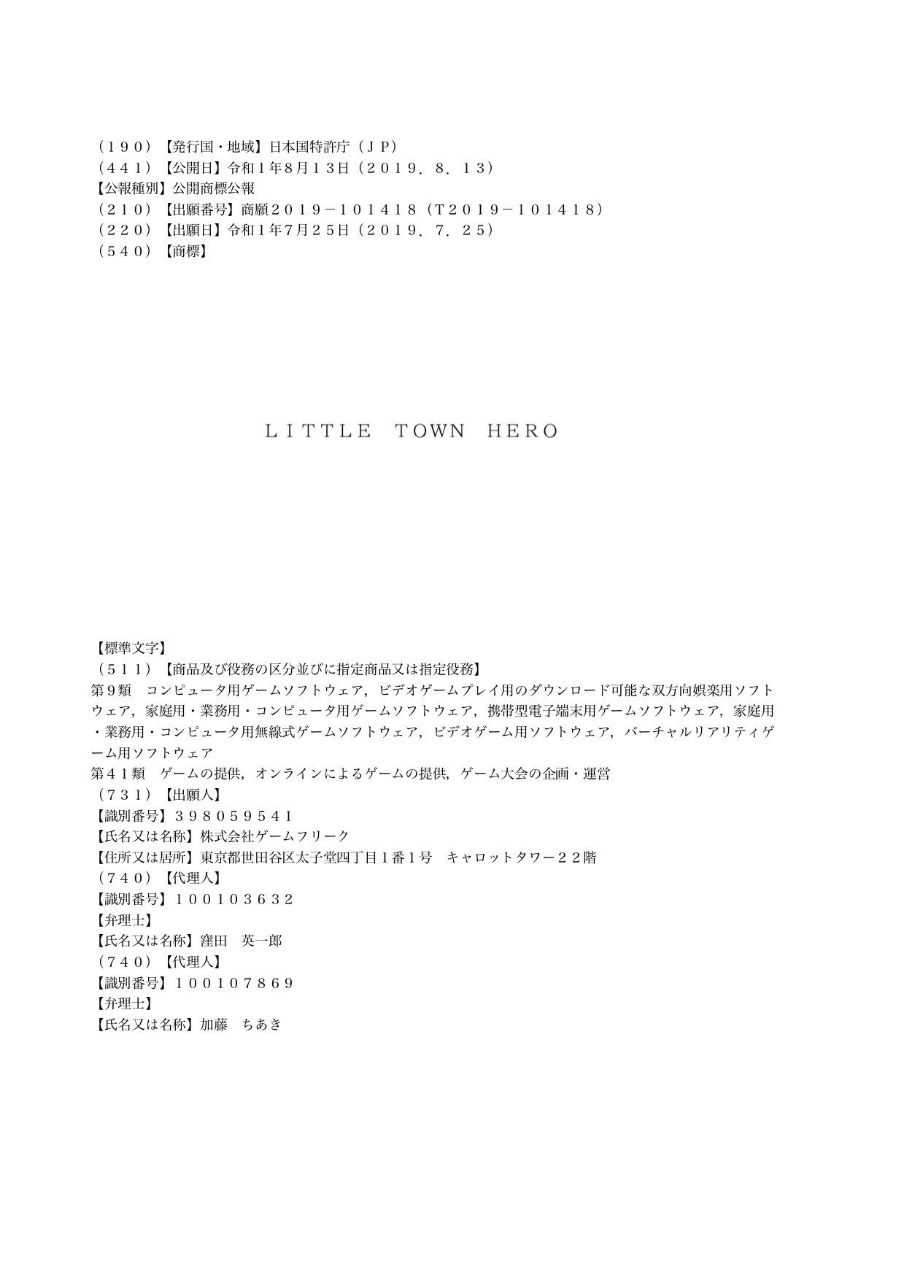 （１９０）【発行国・地域】日本国特許庁（ＪＰ）
（４４１）【公開日】令和１年８月１３日（２０１９．８．１３）
【公報種別】公開商標公報
（２１０）【出願番号】商願２０１９－１０１４１８（Ｔ２０１９－１０１４１８）
（２２０）【出願日】令和１年７月２５日（２０１９．７．２５）
（５４０）【商標】
ＬＩＴＴＬＥ　ＴＯＷＮ　ＨＥＲＯ
【標準文字】
（５１１）【商品及び役務の区分並びに指定商品又は指定役務】
第９類　コンピュータ用ゲームソフトウェア，ビデオゲームプレイ用のダウンロード可能な双方向娯楽用ソフト
ウェア，家庭用・業務用・コンピュータ用ゲームソフトウェア，携帯型電子端末用ゲームソフトウェア，家庭用
・業務用・コンピュータ用無線式ゲームソフトウェア，ビデオゲーム用ソフトウェア，バーチャルリアリティゲ
ーム用ソフトウェア
第４１類　ゲームの提供，オンラインによるゲームの提供，ゲーム大会の企画・運営
（７３１）【出願人】
【識別番号】３９８０５９５４１
【氏名又は名称】株式会社ゲームフリーク
【住所又は居所】東京都世田谷区太子堂四丁目１番１号　キャロットタワー２２階
（７４０）【代理人】
【識別番号】１００１０３６３２
【弁理士】
【氏名又は名称】窪田　英一郎
（７４０）【代理人】
【識別番号】１００１０７８６９
【弁理士】
【氏名又は名称】加藤　ちあき